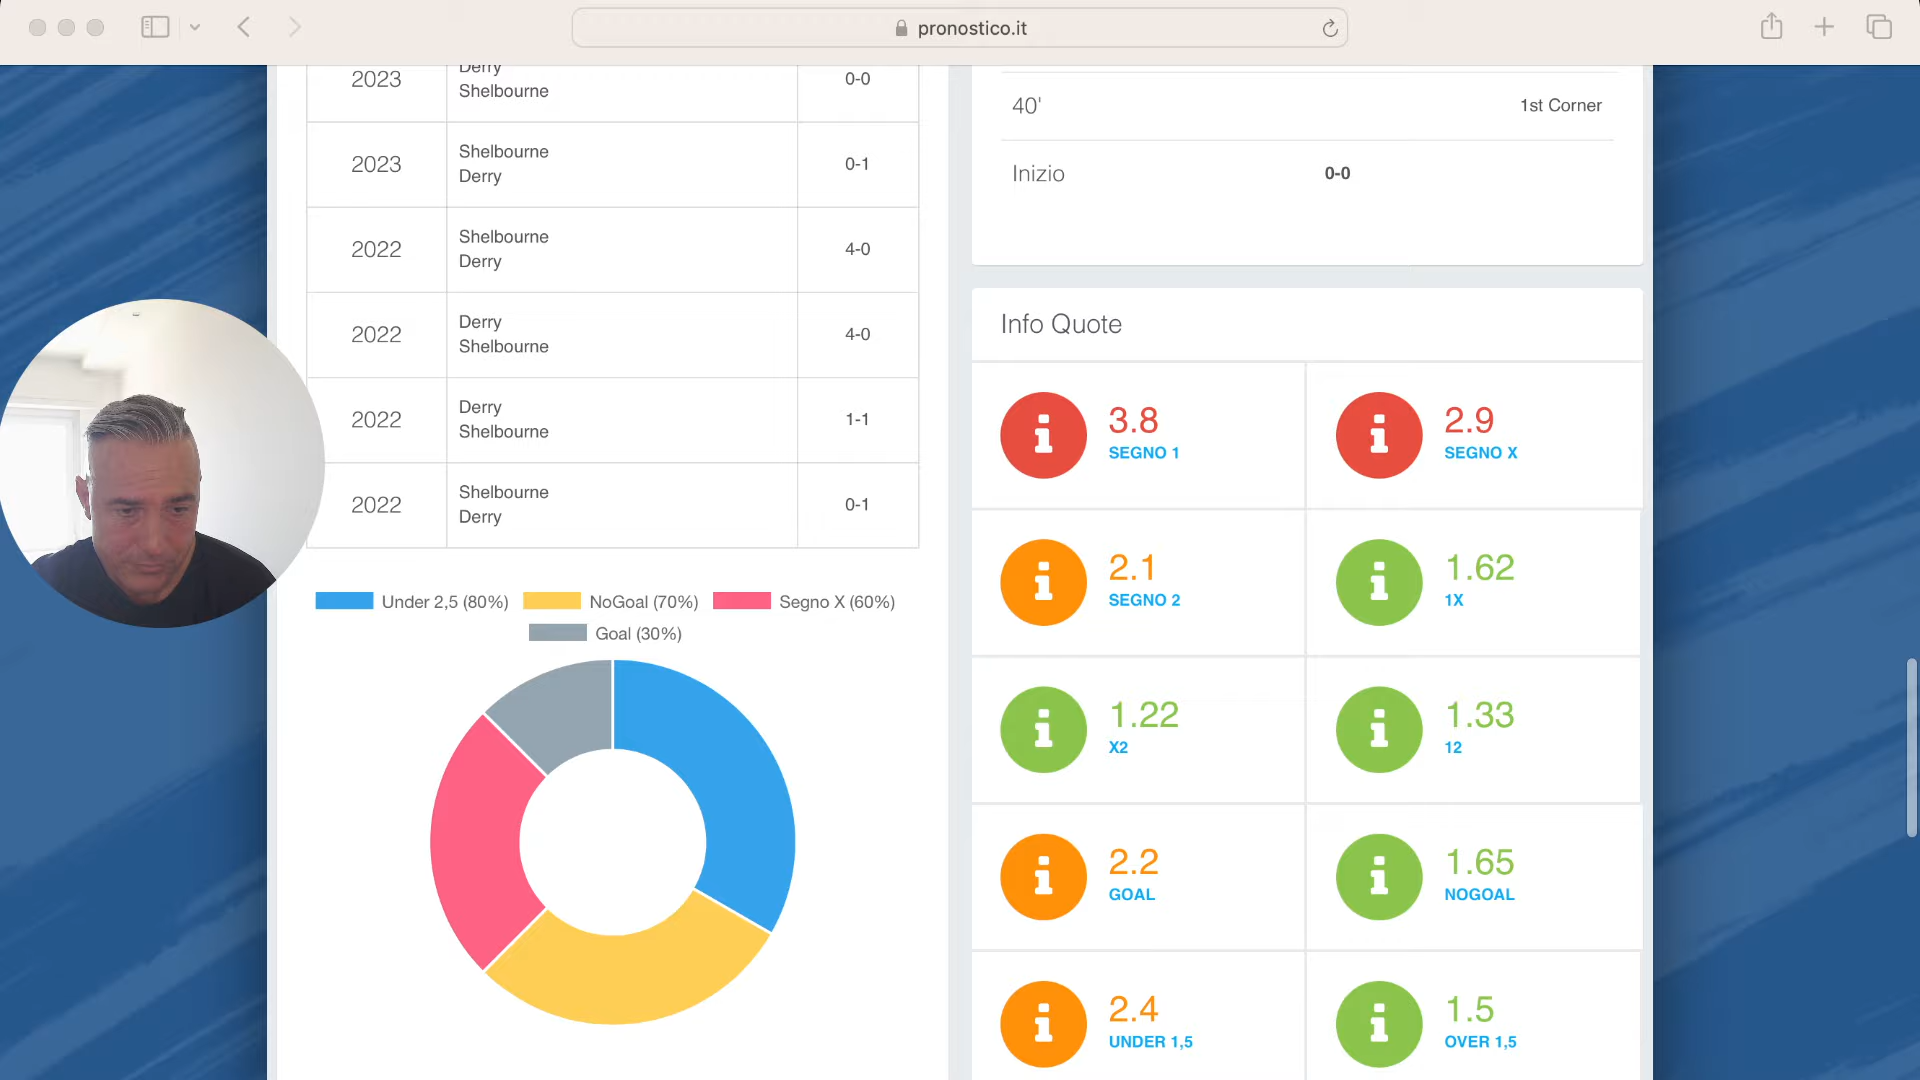 pronostico.it
2023
Derry
Shelbourne
0-0
2023
Shelbourne
Derry
0-1
2022
Shelbourne
Derry
4-0
2022
Derry
Shelbourne
4-0
2022
Derry
Shelbourne
1-1
2022
Shelbourne
Derry
0-1
Under 2,5 (80%) NoGoal (70%) Segno X (60%)
Goal (30%)
40' 1st Corner
Inizio 0-0
Info Quote
3.8
SEGNO 1
2.9
SEGNO X
2.1
SEGNO 2
1.62
1X
1.22
X2
1.33
12
2.2
GOAL
1.65
NOGOAL
2.4
UNDER 1,5
1.5
OVER 1,5